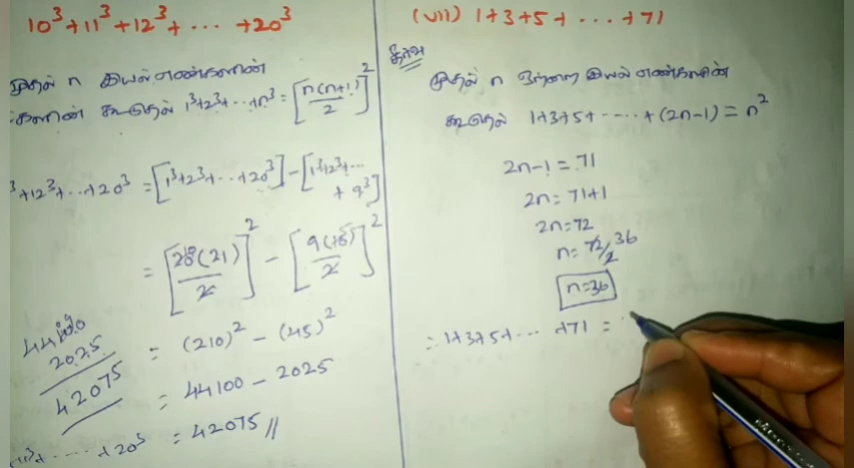 10³+11³+12³+ ... +20³
முதல் n இயல் எண்களின்
களின் கூடுதல் 1³+2³+...+n³ = [n(n+1)/2]²
³+12³+...+20³ = [1³+2³+...+20³] - [1³+2³+...+9³]
= [20(21)/2]² - [9(10)/2]²
= (210)² - (45)²
= 44100 - 2025
44100
2025
42075
11³+ ... +20³ = 42075 //
(vii) 1+3+5+ ... +71
தீர்வு
முதல் n ஒற்றை இயல் எண்களின்
கூடுதல் 1+3+5+ ..... +(2n-1) = n²
2n-1 = 71
2n = 71+1
2n = 72
n = 72/2 36
n=36
∴ 1+3+5+ ... +71 =